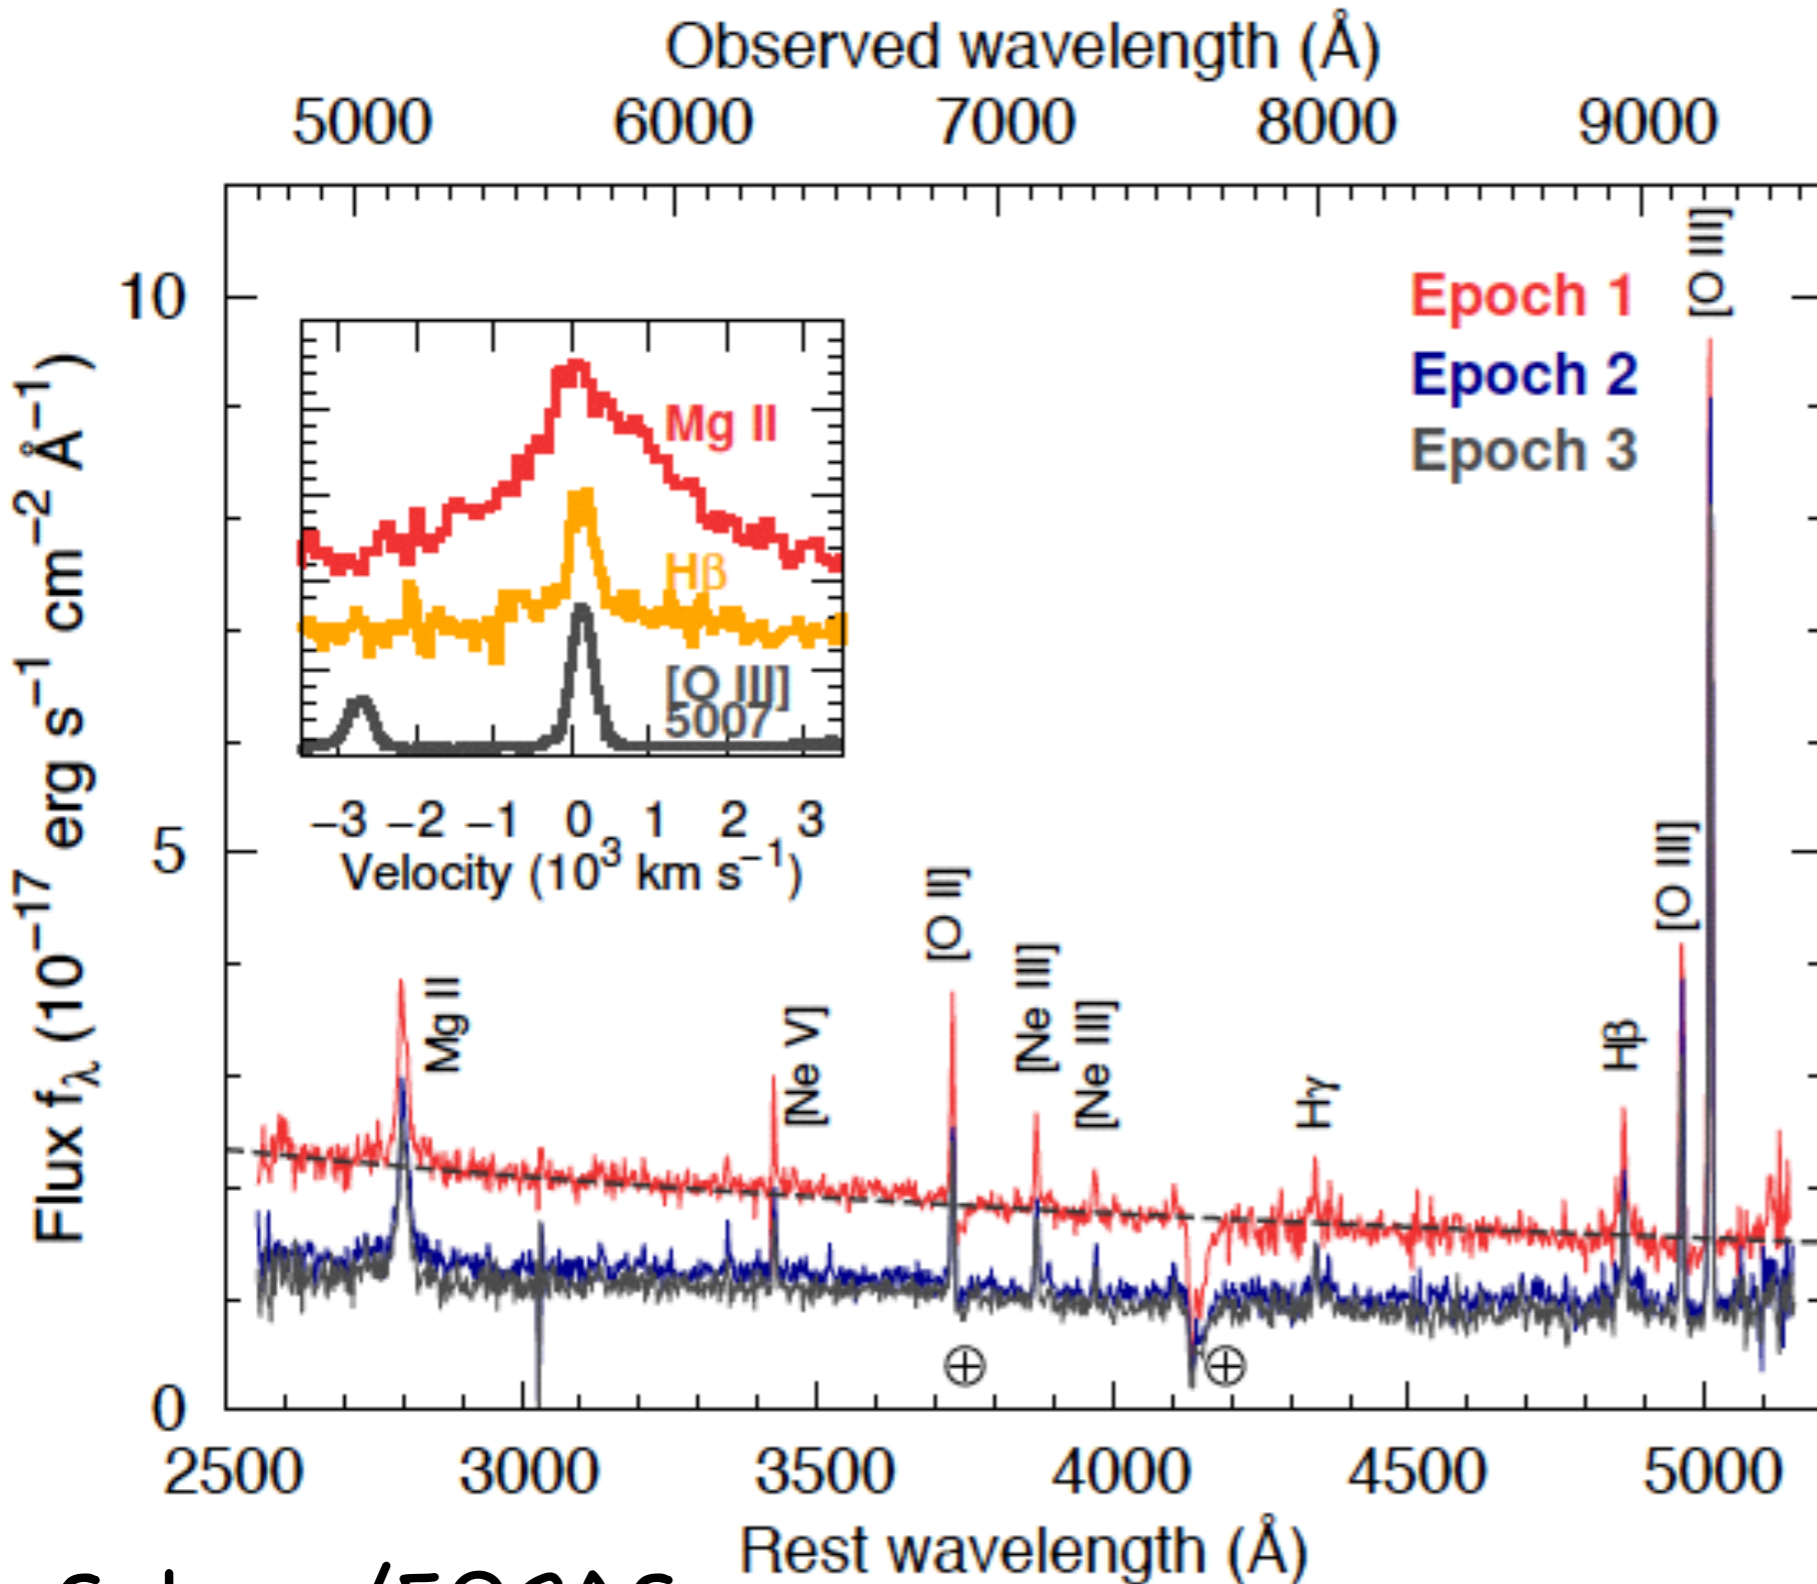 Observed wavelength (Å)
5000 6000 7000 8000 9000
10
5
0
Flux fλ (10−17 erg s−1 cm−2 Å−1)
Epoch 1
Epoch 2
Epoch 3
Mg II
Hβ
[O III]
5007
−3 −2 −1 0 1 2 3
Velocity (103 km s−1)
Mg II
[Ne V]
[O II]
[Ne III]
[Ne III]
Hγ
Hβ
[O III]
[O III]
2500 3000 3500 4000 4500 5000
Rest wavelength (Å)